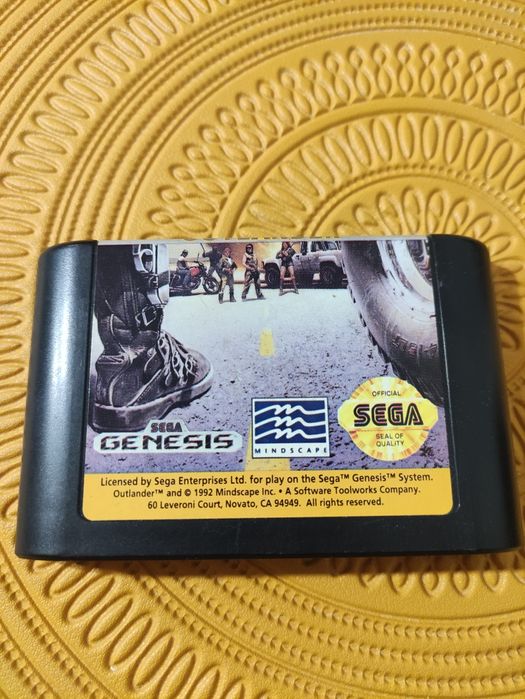 SEGA
GENESIS
MINDSCAPE
OFFICIAL
SEGA
SEAL OF
QUALITY
Licensed by Sega Enterprises Ltd. for play on the Sega™ Genesis™ System.
Outlander™ and © 1992 Mindscape Inc. • A Software Toolworks Company.
60 Leveroni Court, Novato, CA 94949. All rights reserved.